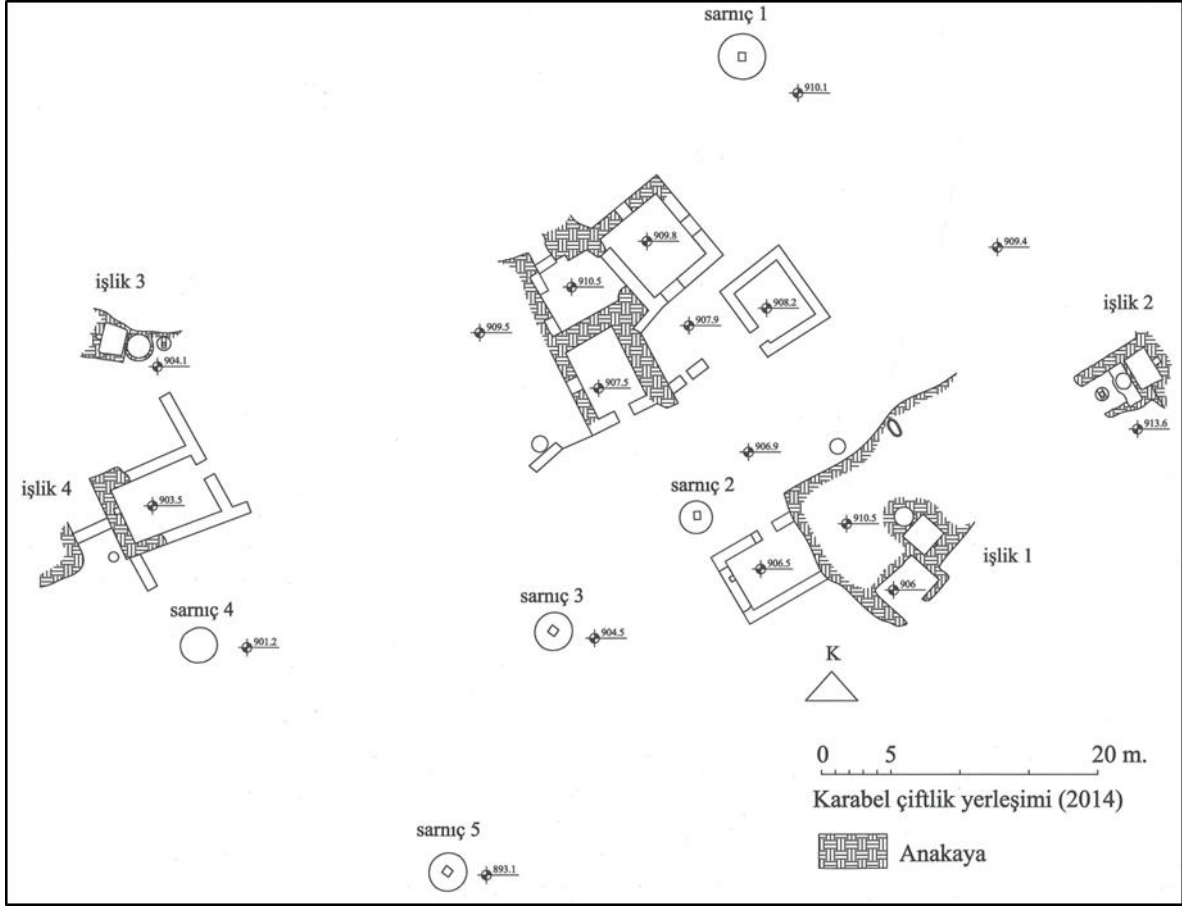 sarnıç 1
910.1
909.8
909.4
910.5
işlik 3
908.2
işlik 2
907.9
909.5
904.1
907.5
913.6
906.9
işlik 4
sarnıç 2
903.5
910.5
işlik 1
906.5
906
sarnıç 3
sarnıç 4
904.5
901.2
K
0 5 20 m.
Karabel çiftlik yerleşimi (2014)
sarnıç 5
Anakaya
893.1